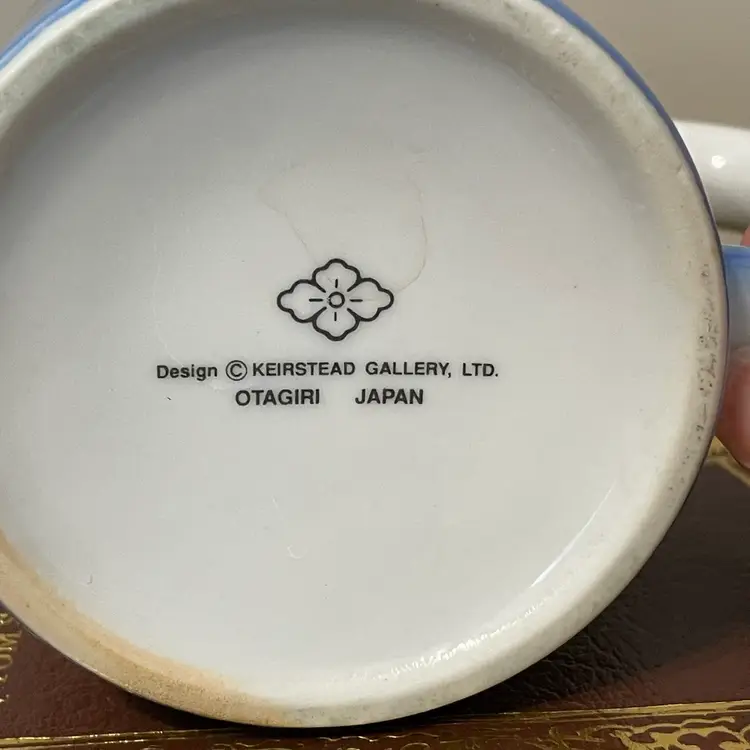 Design © KEIRSTEAD GALLERY, LTD.
OTAGIRI JAPAN